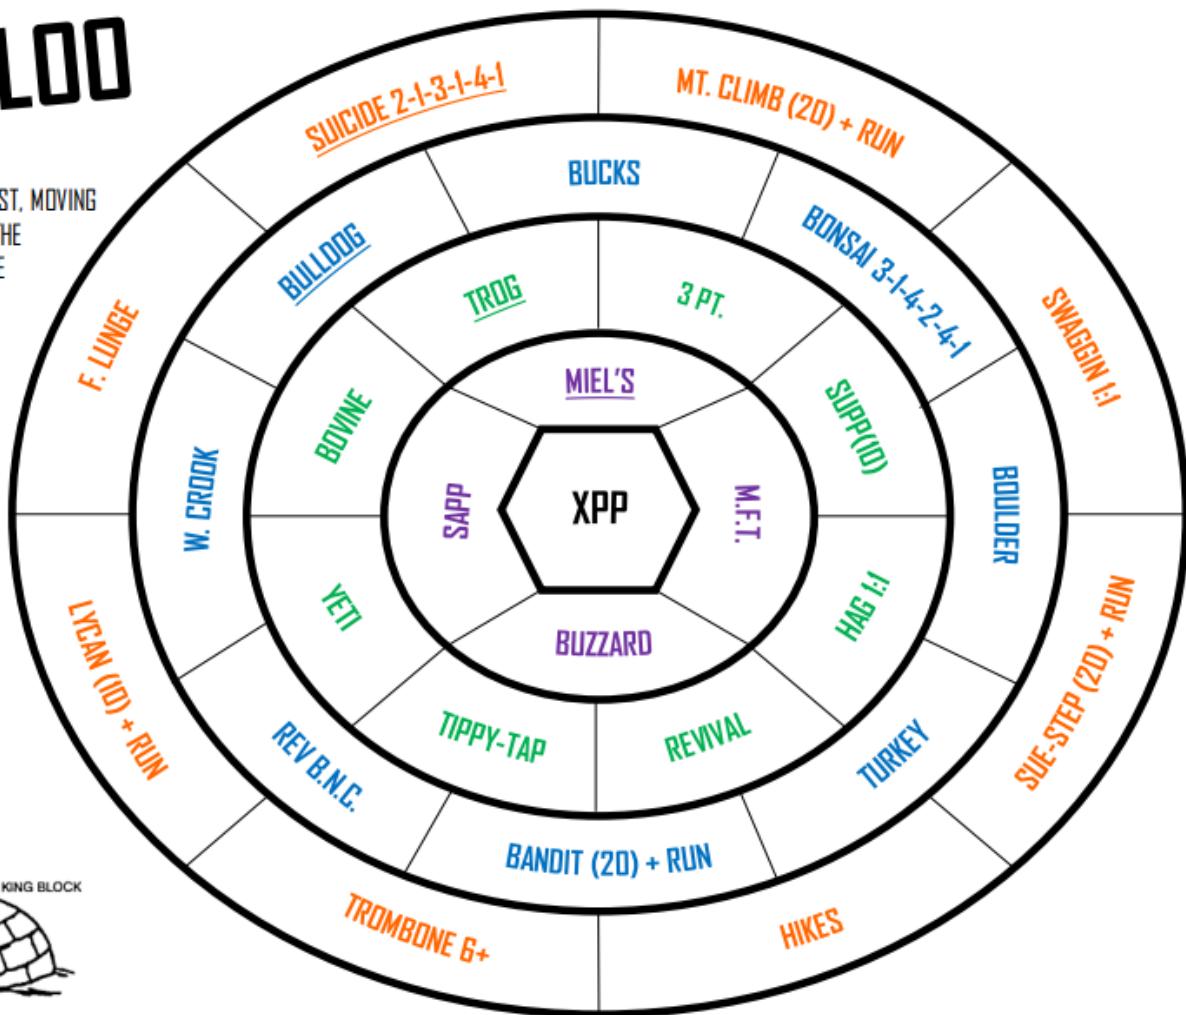 LOO
ST, MOVING
THE
E
SUICIDE 2-1-3-1-4-1
MT. CLIMB (20) + RUN
SWAGGIN 1:1
SUE-STEP (20) + RUN
HIKES
TROMBONE 6+
LYCAN (10) + RUN
F. LUNGE
BUCKS
BONSAI 3-1-4-2-4-1
BOULDER
TURKEY
BANDIT (20) + RUN
REV B.N.C.
W. CROOK
BULLDOG
TROG
3 PT.
SUPP(10)
HAG 1:1
REVIVAL
TIPPY-TAP
YETI
BOVINE
MIEL'S
M.F.T.
BUZZARD
SAPP
XPP
KING BLOCK